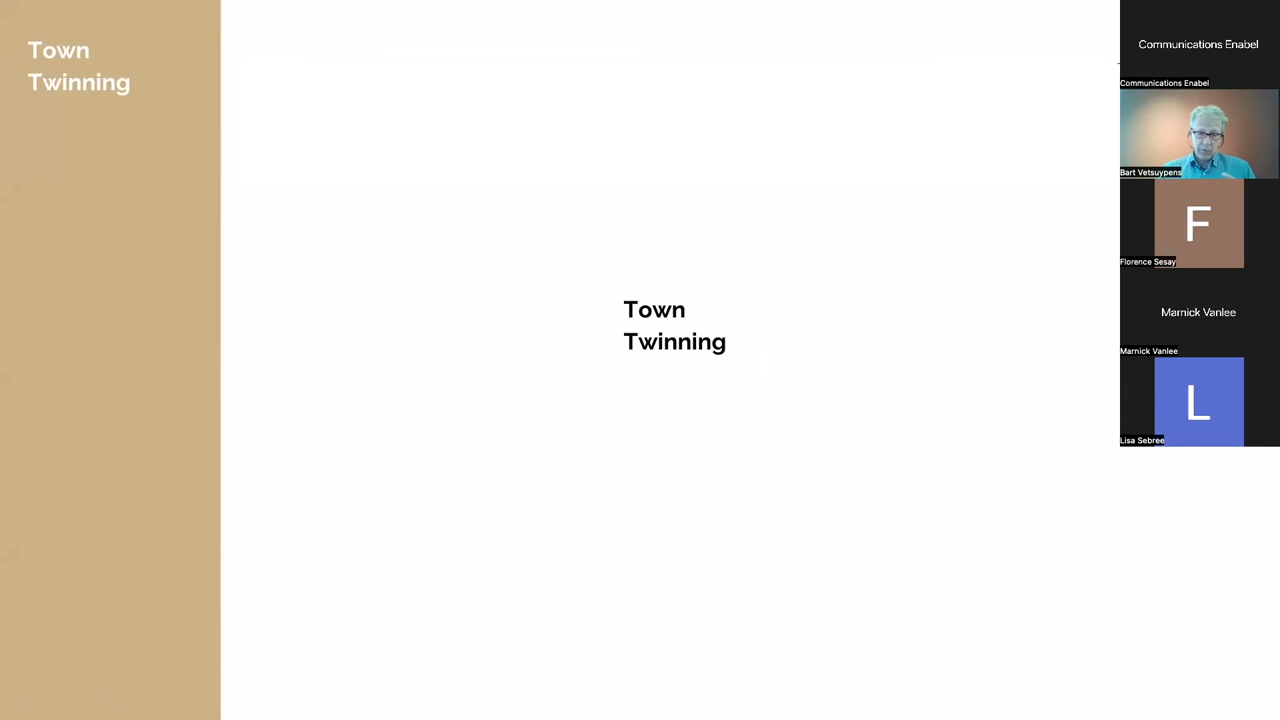 Town
Twinning
Town
Twinning
Communications Enabel
Communications Enabel
Bart Vetsuypens
F
Florence Sesay
Marnick Vanlee
Marnick Vanlee
L
Lisa Sebree